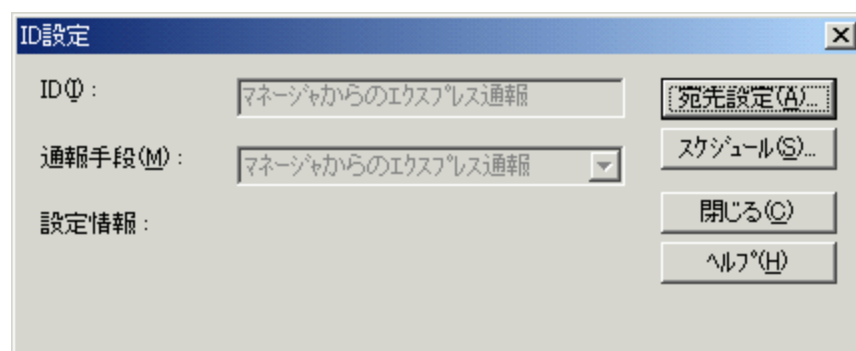 ID設定
ID(I):
マネージャからのエクスプレス通報
宛先設定(A)...
通報手段(M):
マネージャからのエクスプレス通報
スケジュール(S)...
設定情報:
閉じる(C)
ヘルプ(H)